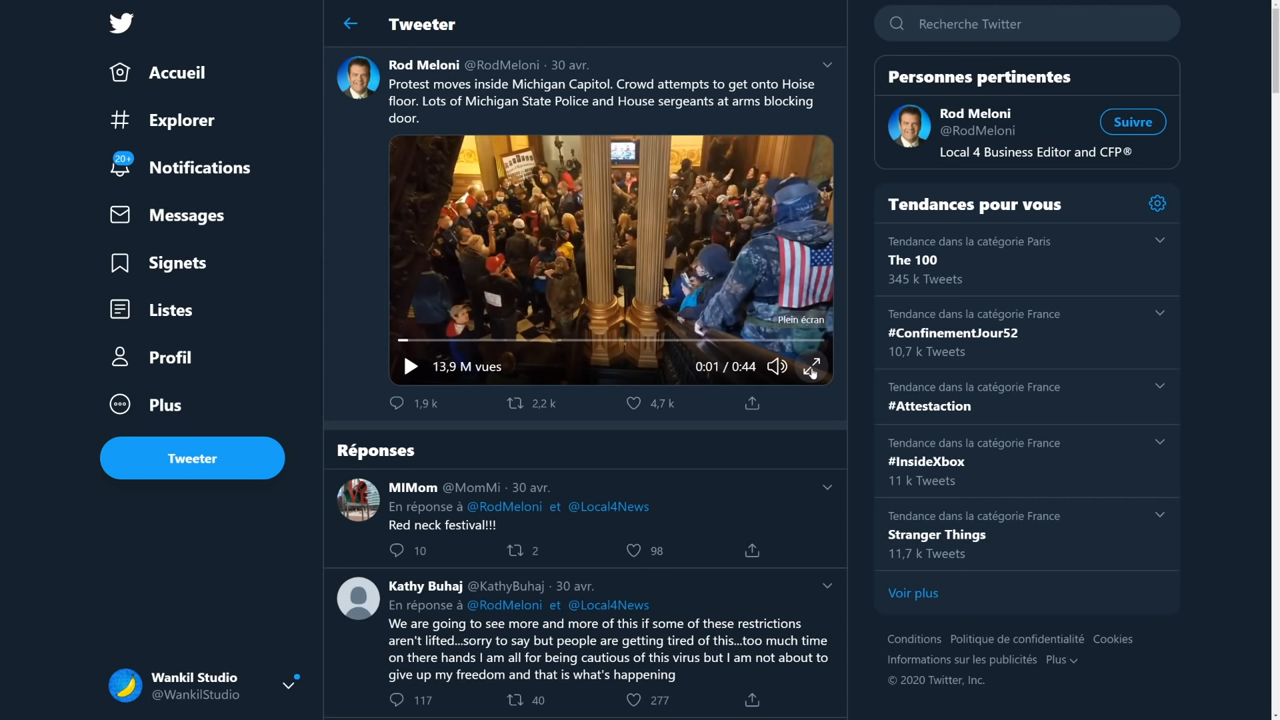 Accueil
Explorer
20+
Notifications
Messages
Signets
Listes
Profil
Plus
Tweeter
Wankil Studio
@WankilStudio
Tweeter
Rod Meloni @RodMeloni · 30 avr.
Protest moves inside Michigan Capitol. Crowd attempts to get onto Hoise
floor. Lots of Michigan State Police and House sergeants at arms blocking
door.
Plein écran
13,9 M vues
0:01 / 0:44
1,9 k 2,2 k 4,7 k
Réponses
MIMom @MomMi · 30 avr.
En réponse à @RodMeloni et @Local4News
Red neck festival!!!
10 2 98
Kathy Buhaj @KathyBuhaj · 30 avr.
En réponse à @RodMeloni et @Local4News
We are going to see more and more of this if some of these restrictions
aren't lifted...sorry to say but people are getting tired of this...too much time
on there hands I am all for being cautious of this virus but I am not about to
give up my freedom and that is what's happening
117 40 277
Recherche Twitter
Personnes pertinentes
Rod Meloni
@RodMeloni
Suivre
Local 4 Business Editor and CFP®
Tendances pour vous
Tendance dans la catégorie Paris
The 100
345 k Tweets
Tendance dans la catégorie France
#ConfinementJour52
10,7 k Tweets
Tendance dans la catégorie France
#Attestaction
Tendance dans la catégorie France
#InsideXbox
11 k Tweets
Tendance dans la catégorie France
Stranger Things
11,7 k Tweets
Voir plus
Conditions Politique de confidentialité Cookies
Informations sur les publicités Plus
© 2020 Twitter, Inc.